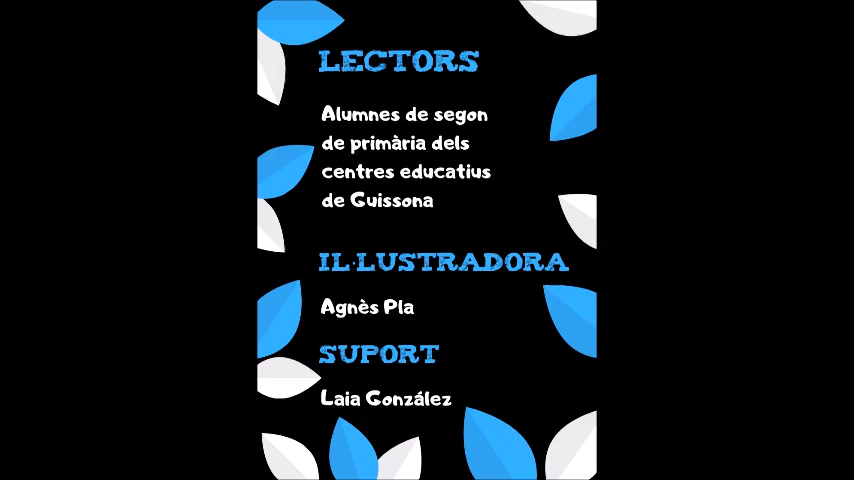 LECTORS
Alumnes de segon
de primària dels
centres educatius
de Guissona
IL·LUSTRADORA
Agnès Pla
SUPORT
Laia González